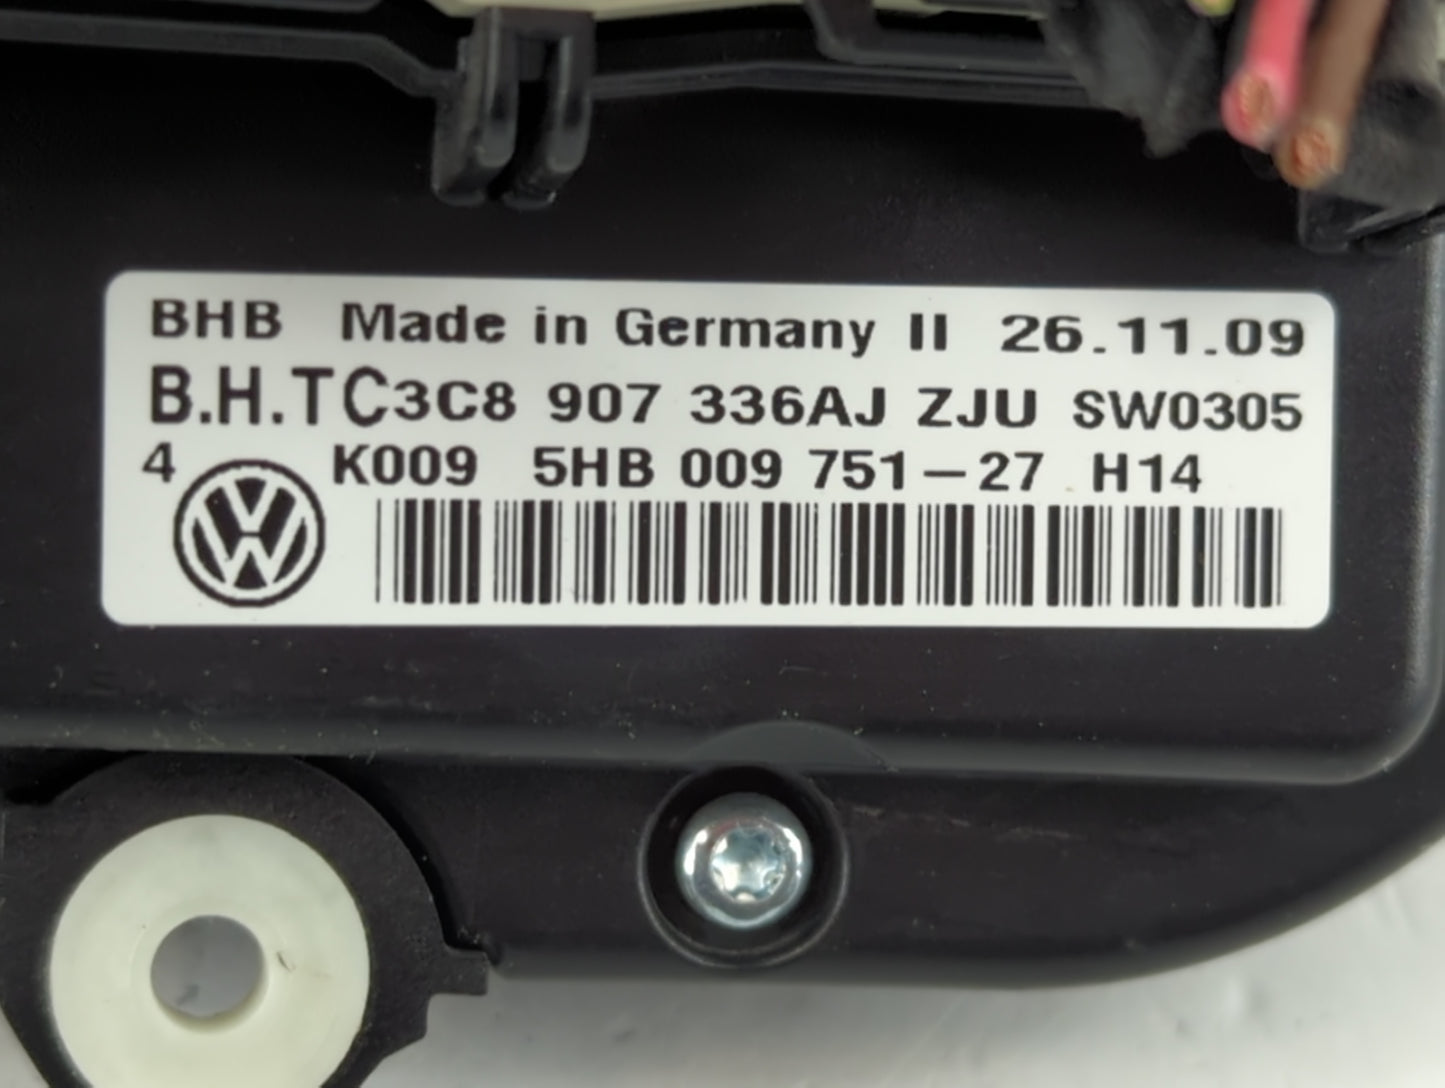 BHB Made in Germany II 26.11.09
B.H.TC3C8 907 336AJ ZJU SW0305
4 K009 5HB 009 751-27 H14